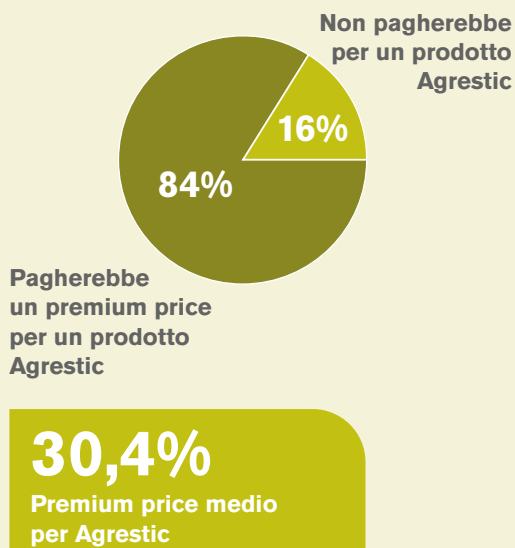 Non pagherebbe
per un prodotto
Agrestic
16%
84%
Pagherebbe
un premium price
per un prodotto
Agrestic
30,4%
Premium price medio
per Agrestic